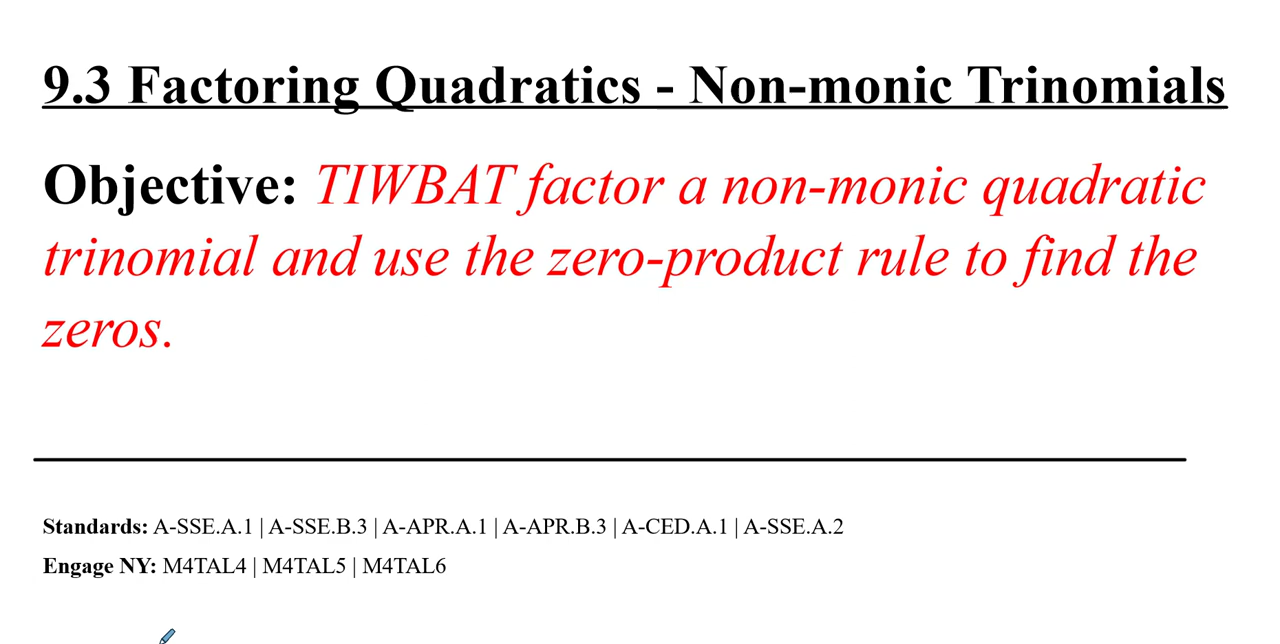 9.3 Factoring Quadratics - Non-monic Trinomials
Objective: TIWBAT factor a non-monic quadratic
trinomial and use the zero-product rule to find the
zeros.
Standards: A-SSE.A.1 | A-SSE.B.3 | A-APR.A.1 | A-APR.B.3 | A-CED.A.1 | A-SSE.A.2
Engage NY: M4TAL4 | M4TAL5 | M4TAL6